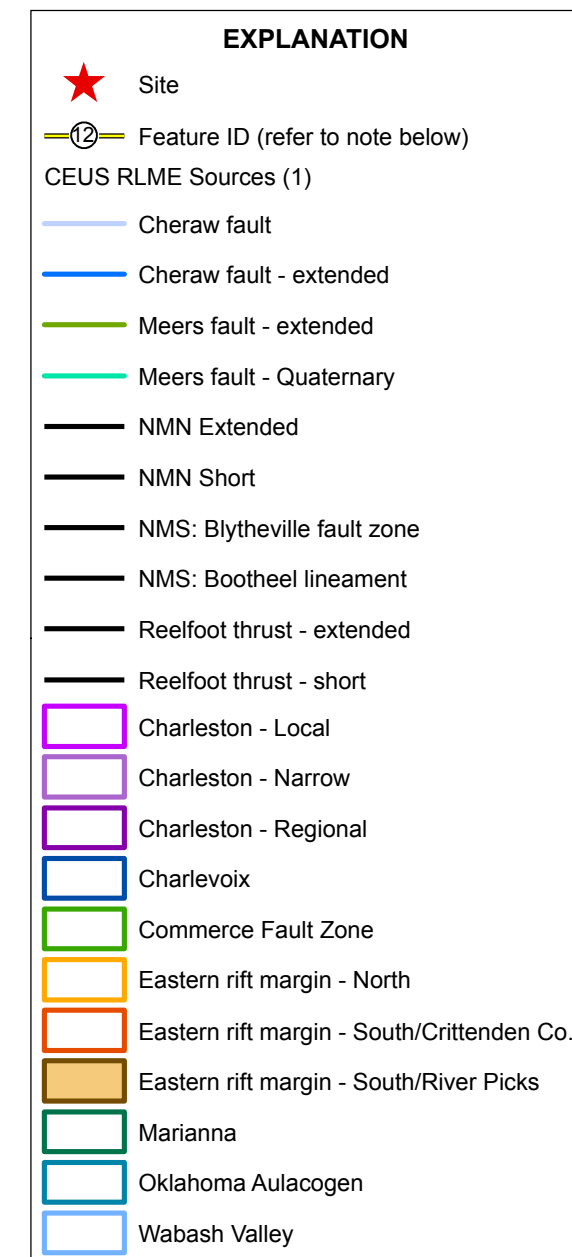 EXPLANATION
Site
12 Feature ID (refer to note below)
CEUS RLME Sources (1)
Cheraw fault
Cheraw fault - extended
Meers fault - extended
Meers fault - Quaternary
NMN Extended
NMN Short
NMS: Blytheville fault zone
NMS: Bootheel lineament
Reelfoot thrust - extended
Reelfoot thrust - short
Charleston - Local
Charleston - Narrow
Charleston - Regional
Charlevoix
Commerce Fault Zone
Eastern rift margin - North
Eastern rift margin - South/Crittenden Co.
Eastern rift margin - South/River Picks
Marianna
Oklahoma Aulacogen
Wabash Valley